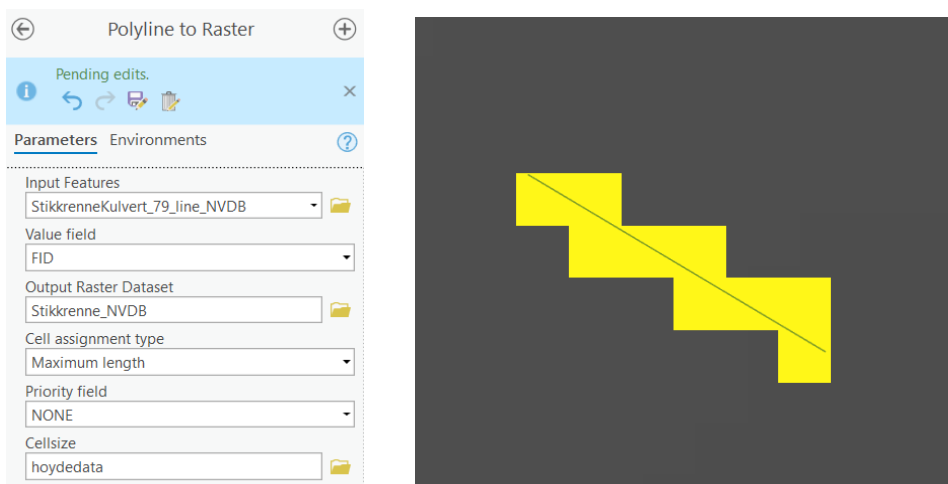 Polyline to Raster
Pending edits.
Parameters Environments
Input Features
StikkrenneKulvert_79_line_NVDB
Value field
FID
Output Raster Dataset
Stikkrenne_NVDB
Cell assignment type
Maximum length
Priority field
NONE
Cellsize
hoydedata